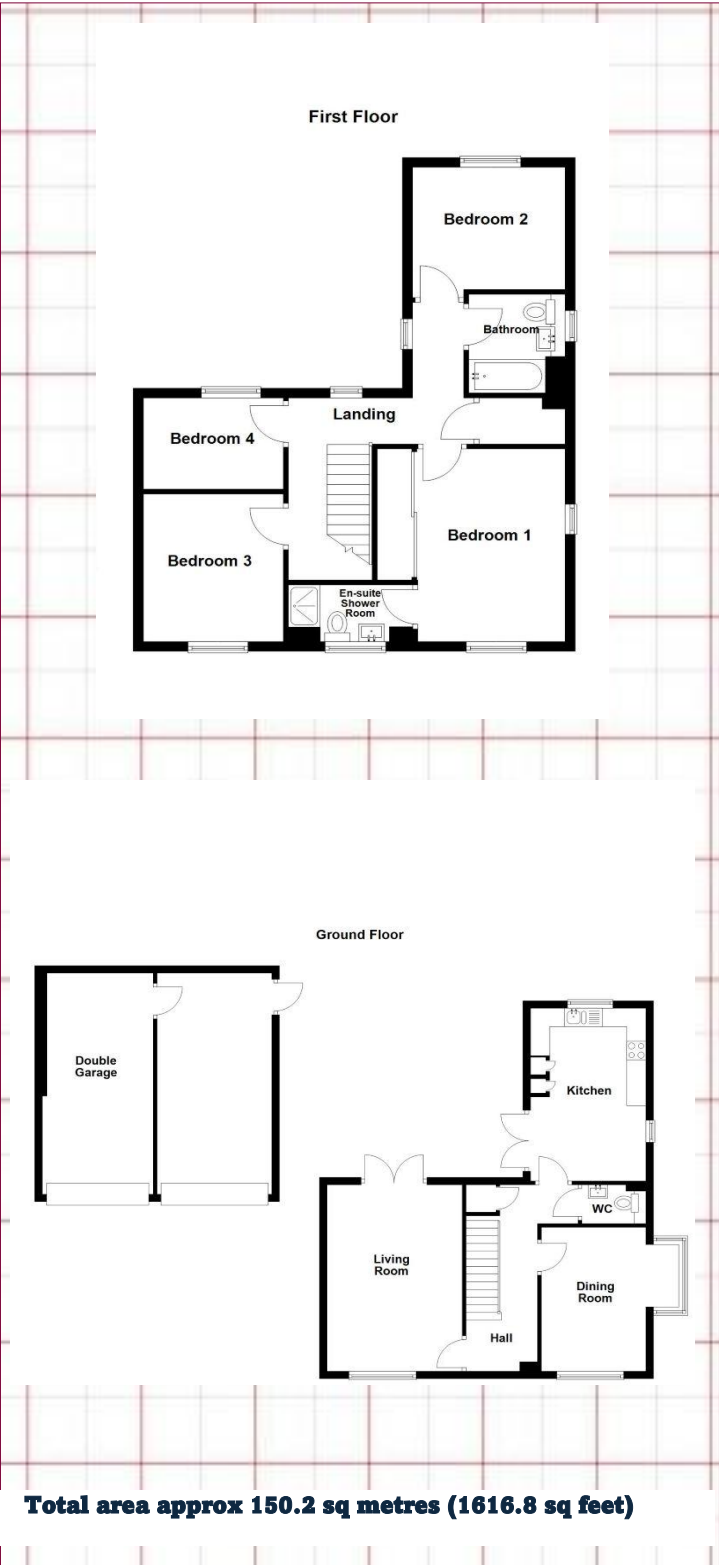 First Floor
Bedroom 2
Bathroom
Landing
Bedroom 4
Bedroom 1
Bedroom 3
En-suite
Shower
Room
Ground Floor
Double
Garage
Kitchen
WC
Living
Room
Dining
Room
Hall
Total area approx 150.2 sq metres (1616.8 sq feet)